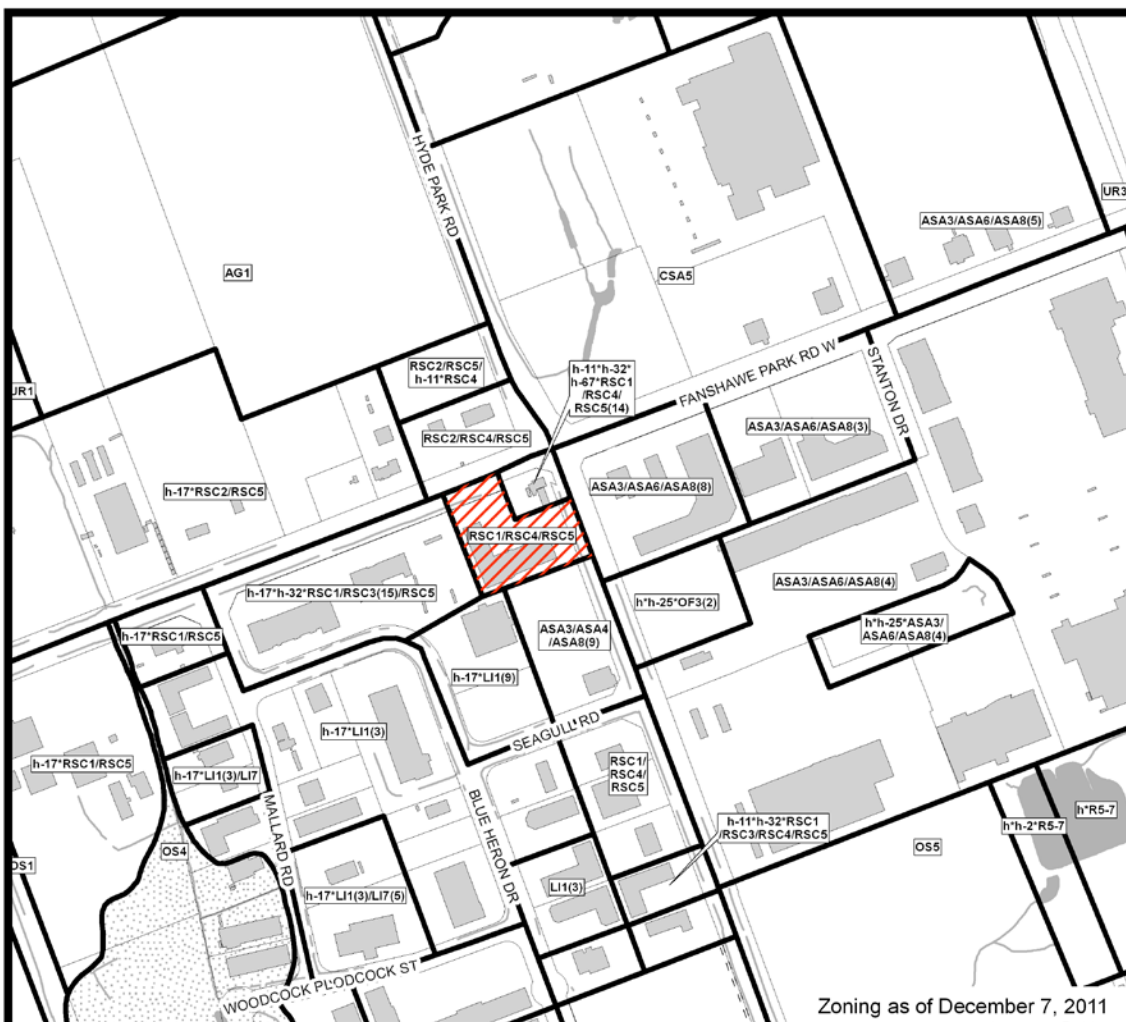 HYDE PARK RD
UR3
ASA3/ASA6/ASA8(5)
AG1
CSA5
RSC2/RSC5/
h-11*RSC4
h-11*h-32*
h-67*RSC1
/RSC4/
RSC5(14)
UR1
FANSHAWE PARK RD W
STANTON DR
RSC2/RSC4/RSC5
ASA3/ASA6/ASA8(3)
h-17*RSC2/RSC5
ASA3/ASA6/ASA8(8)
RSC1/RSC4/RSC5
h-17*h-32*RSC1/RSC3(15)/RSC5
ASA3/ASA6/ASA8(4)
h*h-25*OF3(2)
h-17*RSC1/RSC5
ASA3/ASA4
/ASA8(9)
h*h-25*ASA3/
ASA6/ASA8(4)
h-17*LI1(9)
h-17*LI1(3)
SEAGULL RD
h-17*RSC1/RSC5
h-17*LI1(3)/LI7
RSC1/
RSC4/
RSC5
MALLARD RD
BLUE HERON DR
h-11*h-32*RSC1
/RSC3/RSC4/RSC5
h*R5-7
h*h-2*R5-7
OS4
OS5
OS1
LI1(3)
h-17*LI1(3)/LI7(5)
WOODCOCK PL
ODCOCK ST
Zoning as of December 7, 2011